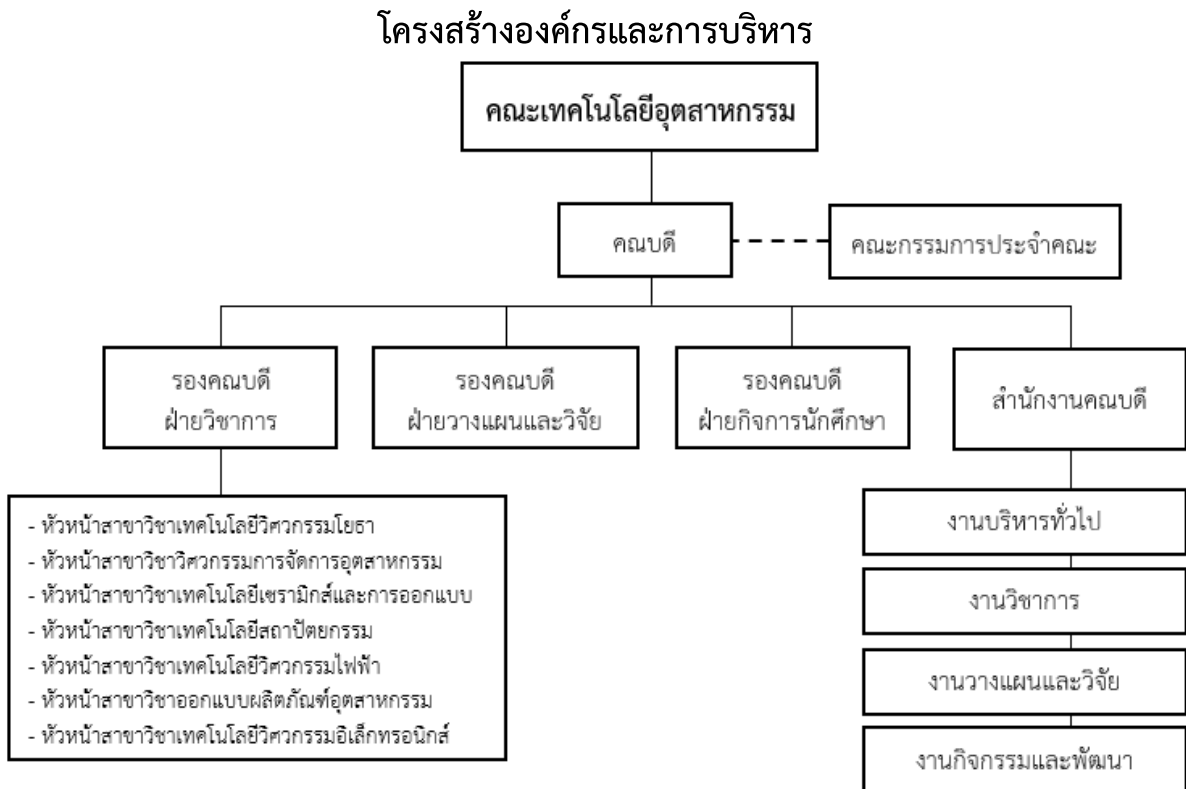 โครงสร้างองค์กรและการบริหาร
คณะเทคโนโลยีอุตสาหกรรม
คณบดี
คณะกรรมการประจำคณะ
รองคณบดี
ฝ่ายวิชาการ
รองคณบดี
ฝ่ายวางแผนและวิจัย
รองคณบดี
ฝ่ายกิจการนักศึกษา
สำนักงานคณบดี
- หัวหน้าสาขาวิชาเทคโนโลยีวิศวกรรมโยธา
- หัวหน้าสาขาวิชาวิศวกรรมการจัดการอุตสาหกรรม
- หัวหน้าสาขาวิชาเทคโนโลยีเซรามิกส์และการออกแบบ
- หัวหน้าสาขาวิชาเทคโนโลยีสถาปัตยกรรม
- หัวหน้าสาขาวิชาเทคโนโลยีวิศวกรรมไฟฟ้า
- หัวหน้าสาขาวิชาออกแบบผลิตภัณฑ์อุตสาหกรรม
- หัวหน้าสาขาวิชาเทคโนโลยีวิศวกรรมอิเล็กทรอนิกส์
งานบริหารทั่วไป
งานวิชาการ
งานวางแผนและวิจัย
งานกิจกรรมและพัฒนา